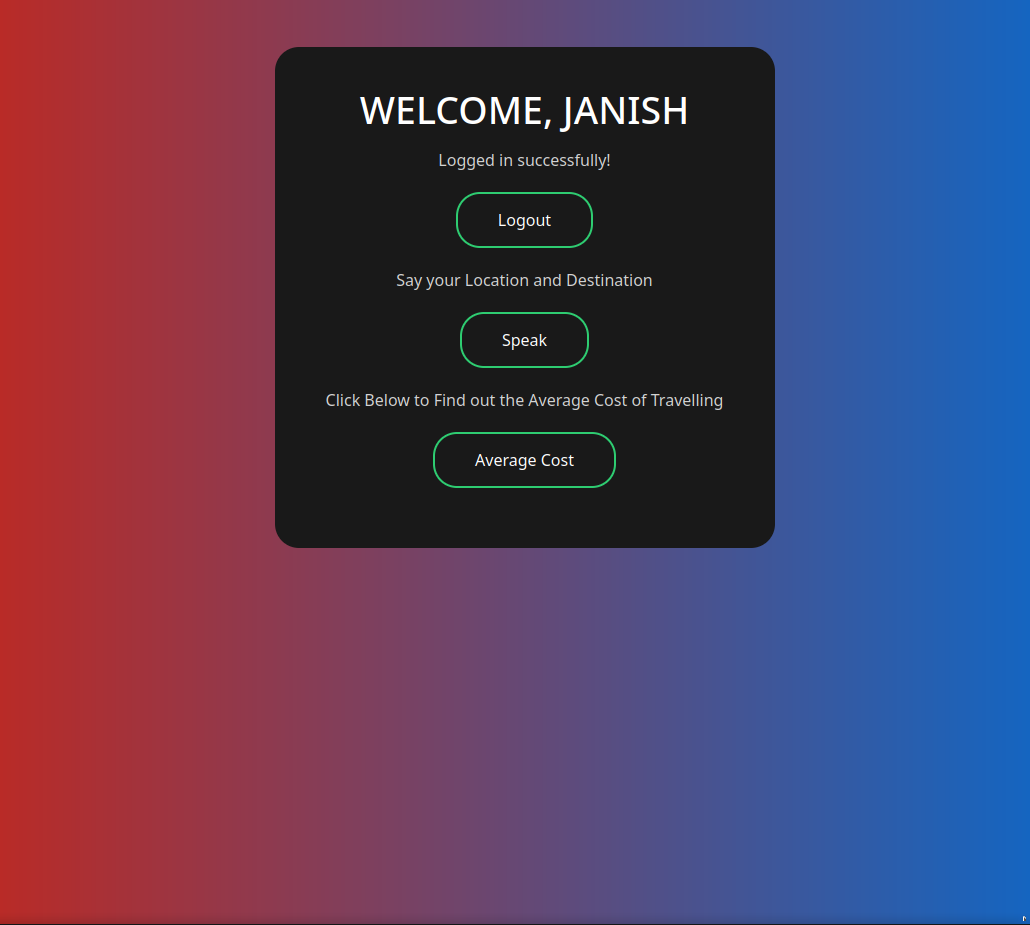 WELCOME, JANISH
Logged in successfully!
Logout
Say your Location and Destination
Speak
Click Below to Find out the Average Cost of Travelling
Average Cost